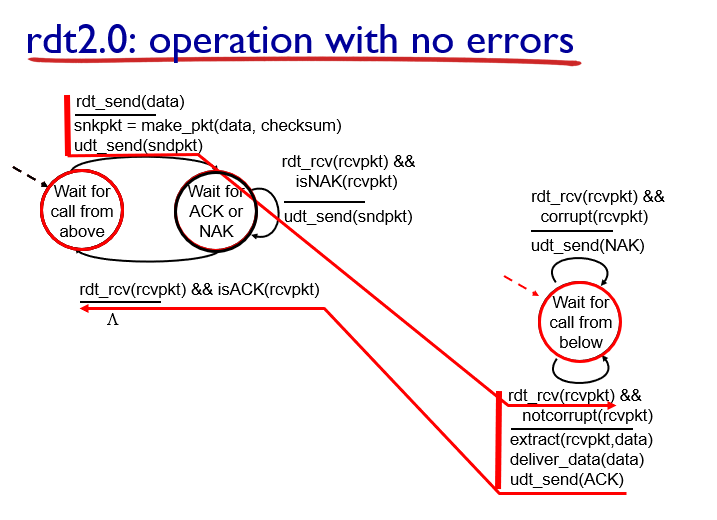 rdt2.0: operation with no errors
rdt_send(data)
snkpkt = make_pkt(data, checksum)
udt_send(sndpkt)
Wait for
call from
above
Wait for
ACK or
NAK
rdt_rcv(rcvpkt) &&
isNAK(rcvpkt)
udt_send(sndpkt)
rdt_rcv(rcvpkt) && isACK(rcvpkt)
Λ
rdt_rcv(rcvpkt) &&
corrupt(rcvpkt)
udt_send(NAK)
Wait for
call from
below
rdt_rcv(rcvpkt) &&
notcorrupt(rcvpkt)
extract(rcvpkt,data)
deliver_data(data)
udt_send(ACK)